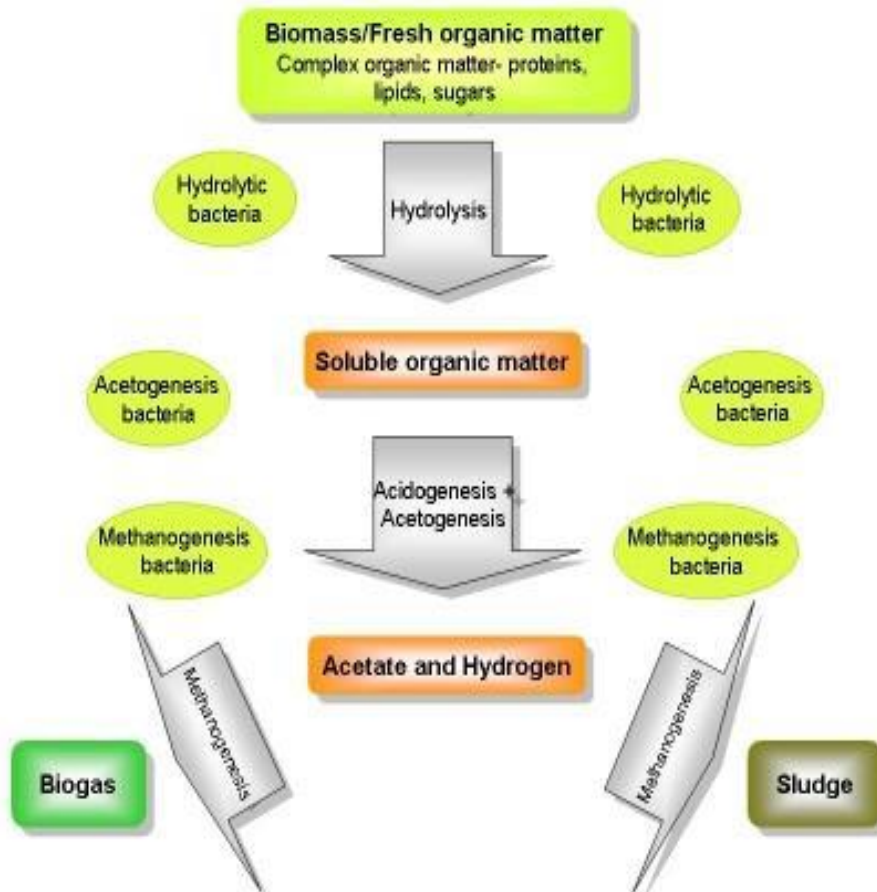 Biomass/Fresh organic matter
Complex organic matter- proteins,
lipids, sugars
Hydrolytic
bacteria
Hydrolysis
Hydrolytic
bacteria
Soluble organic matter
Acetogenesis
bacteria
Acetogenesis
bacteria
Acidogenesis +
Acetogenesis
Methanogenesis
bacteria
Methanogenesis
bacteria
Acetate and Hydrogen
Methanogenesis
Methanogenesis
Biogas
Sludge